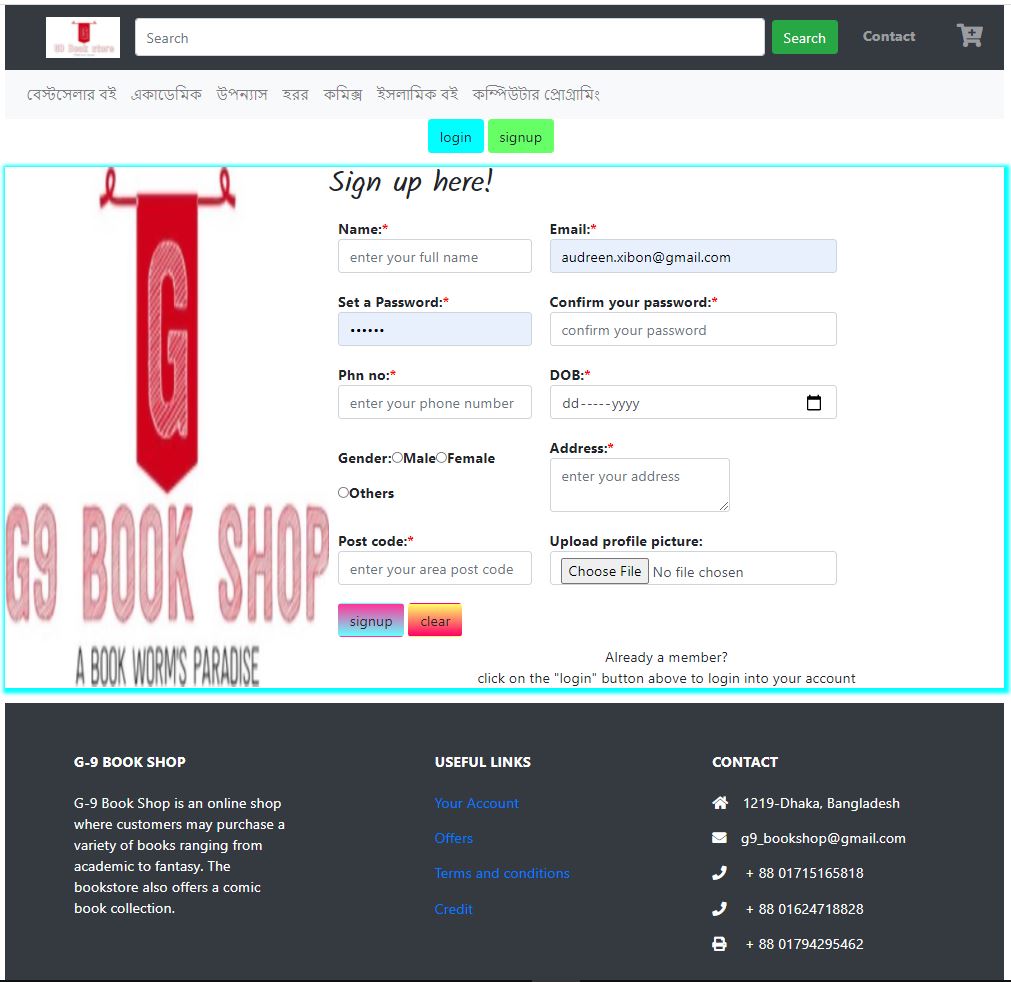 G9 Book store
Search
Search
Contact
বেস্টসেলার বই একাডেমিক উপন্যাস হরর কমিক্স ইসলামিক বই কম্পিউটার প্রোগ্রামিং
login signup
Sign up here!
Name:* Email:*
enter your full name audreen.xibon@gmail.com
Set a Password:* Confirm your password:*
•••••• confirm your password
Phn no:* DOB:*
enter your phone number dd-----yyyy
Gender: Male Female
Others
Address:*
enter your address
Post code:* Upload profile picture:
enter your area post code Choose File No file chosen
signup clear
Already a member?
click on the "login" button above to login into your account
G
G9 BOOK SHOP
A BOOK WORM'S PARADISE
G-9 BOOK SHOP
G-9 Book Shop is an online shop
where customers may purchase a
variety of books ranging from
academic to fantasy. The
bookstore also offers a comic
book collection.
USEFUL LINKS
Your Account
Offers
Terms and conditions
Credit
CONTACT
1219-Dhaka, Bangladesh
g9_bookshop@gmail.com
+ 88 01715165818
+ 88 01624718828
+ 88 01794295462